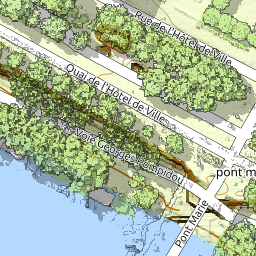 Rue de l'Hôtel de Ville
Quai de l'Hôtel de Ville
Voie Georges Pompidou
pont m
Pont Marie